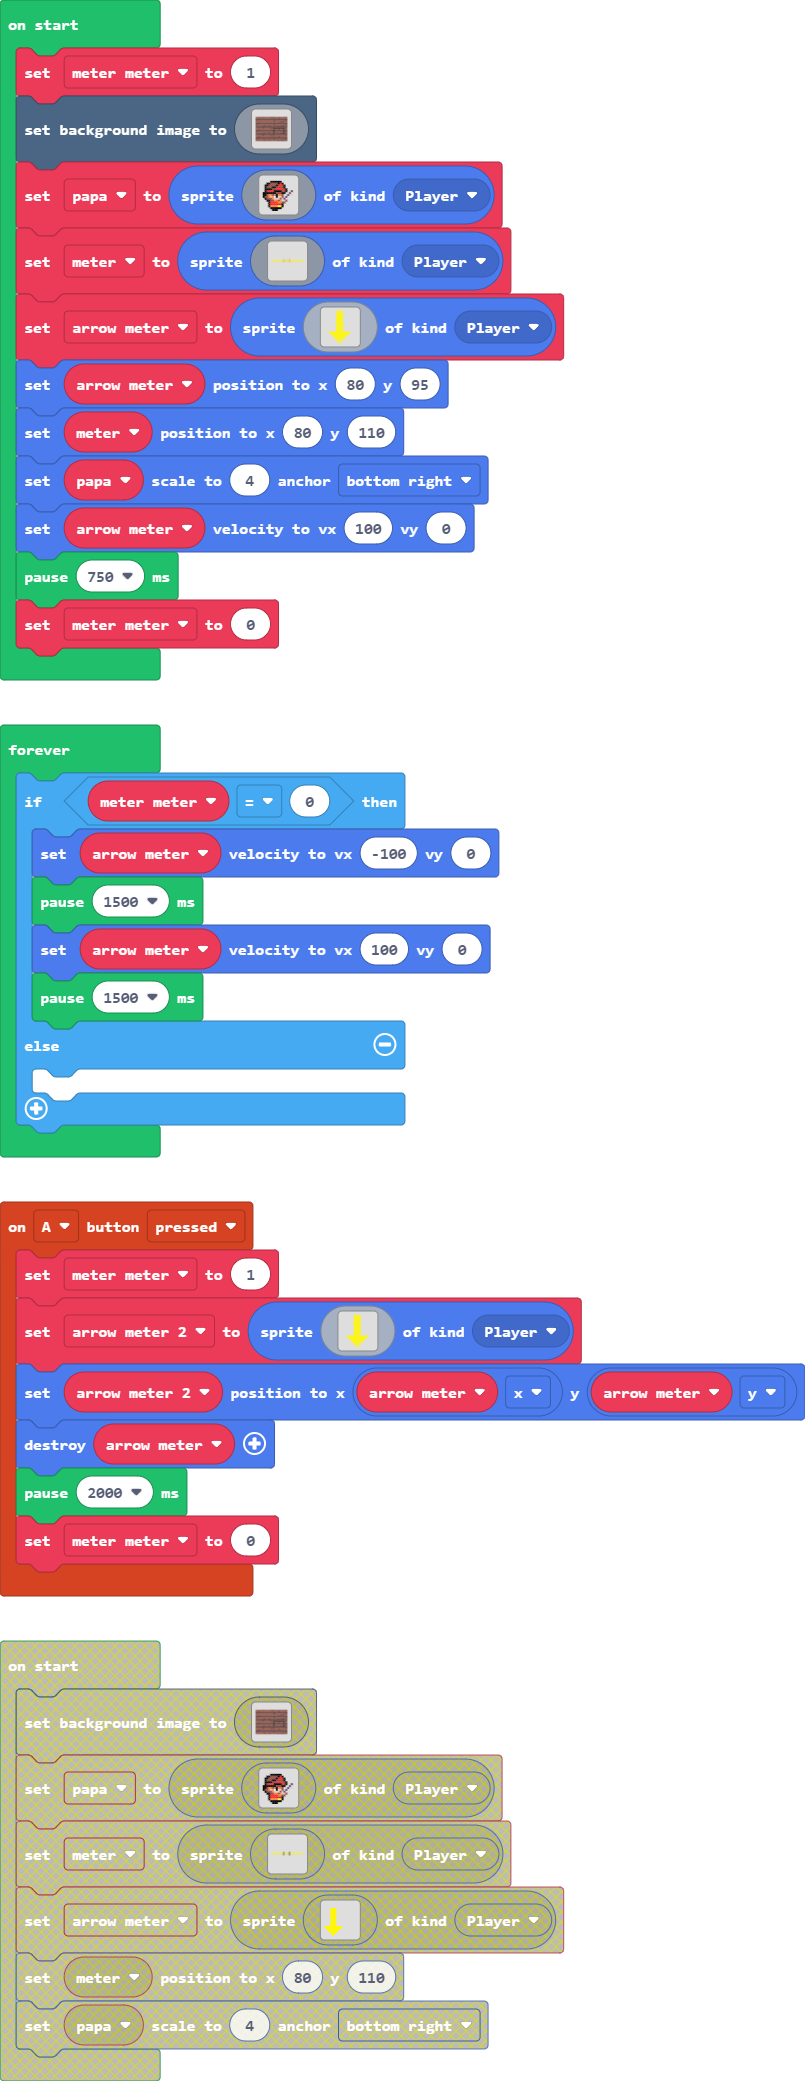 on start
set meter meter to 1
set background image to
set papa to sprite of kind Player
set meter to sprite of kind Player
set arrow meter to sprite of kind Player
set arrow meter position to x 80 y 95
set meter position to x 80 y 110
set papa scale to 4 anchor bottom right
set arrow meter velocity to vx 100 vy 0
pause 750 ms
set meter meter to 0
forever
if meter meter = 0 then
set arrow meter velocity to vx -100 vy 0
pause 1500 ms
set arrow meter velocity to vx 100 vy 0
pause 1500 ms
else
on A button pressed
set meter meter to 1
set arrow meter 2 to sprite of kind Player
set arrow meter 2 position to x arrow meter x y arrow meter y
destroy arrow meter
pause 2000 ms
set meter meter to 0
on start
set background image to
set papa to sprite of kind Player
set meter to sprite of kind Player
set arrow meter to sprite of kind Player
set meter position to x 80 y 110
set papa scale to 4 anchor bottom right